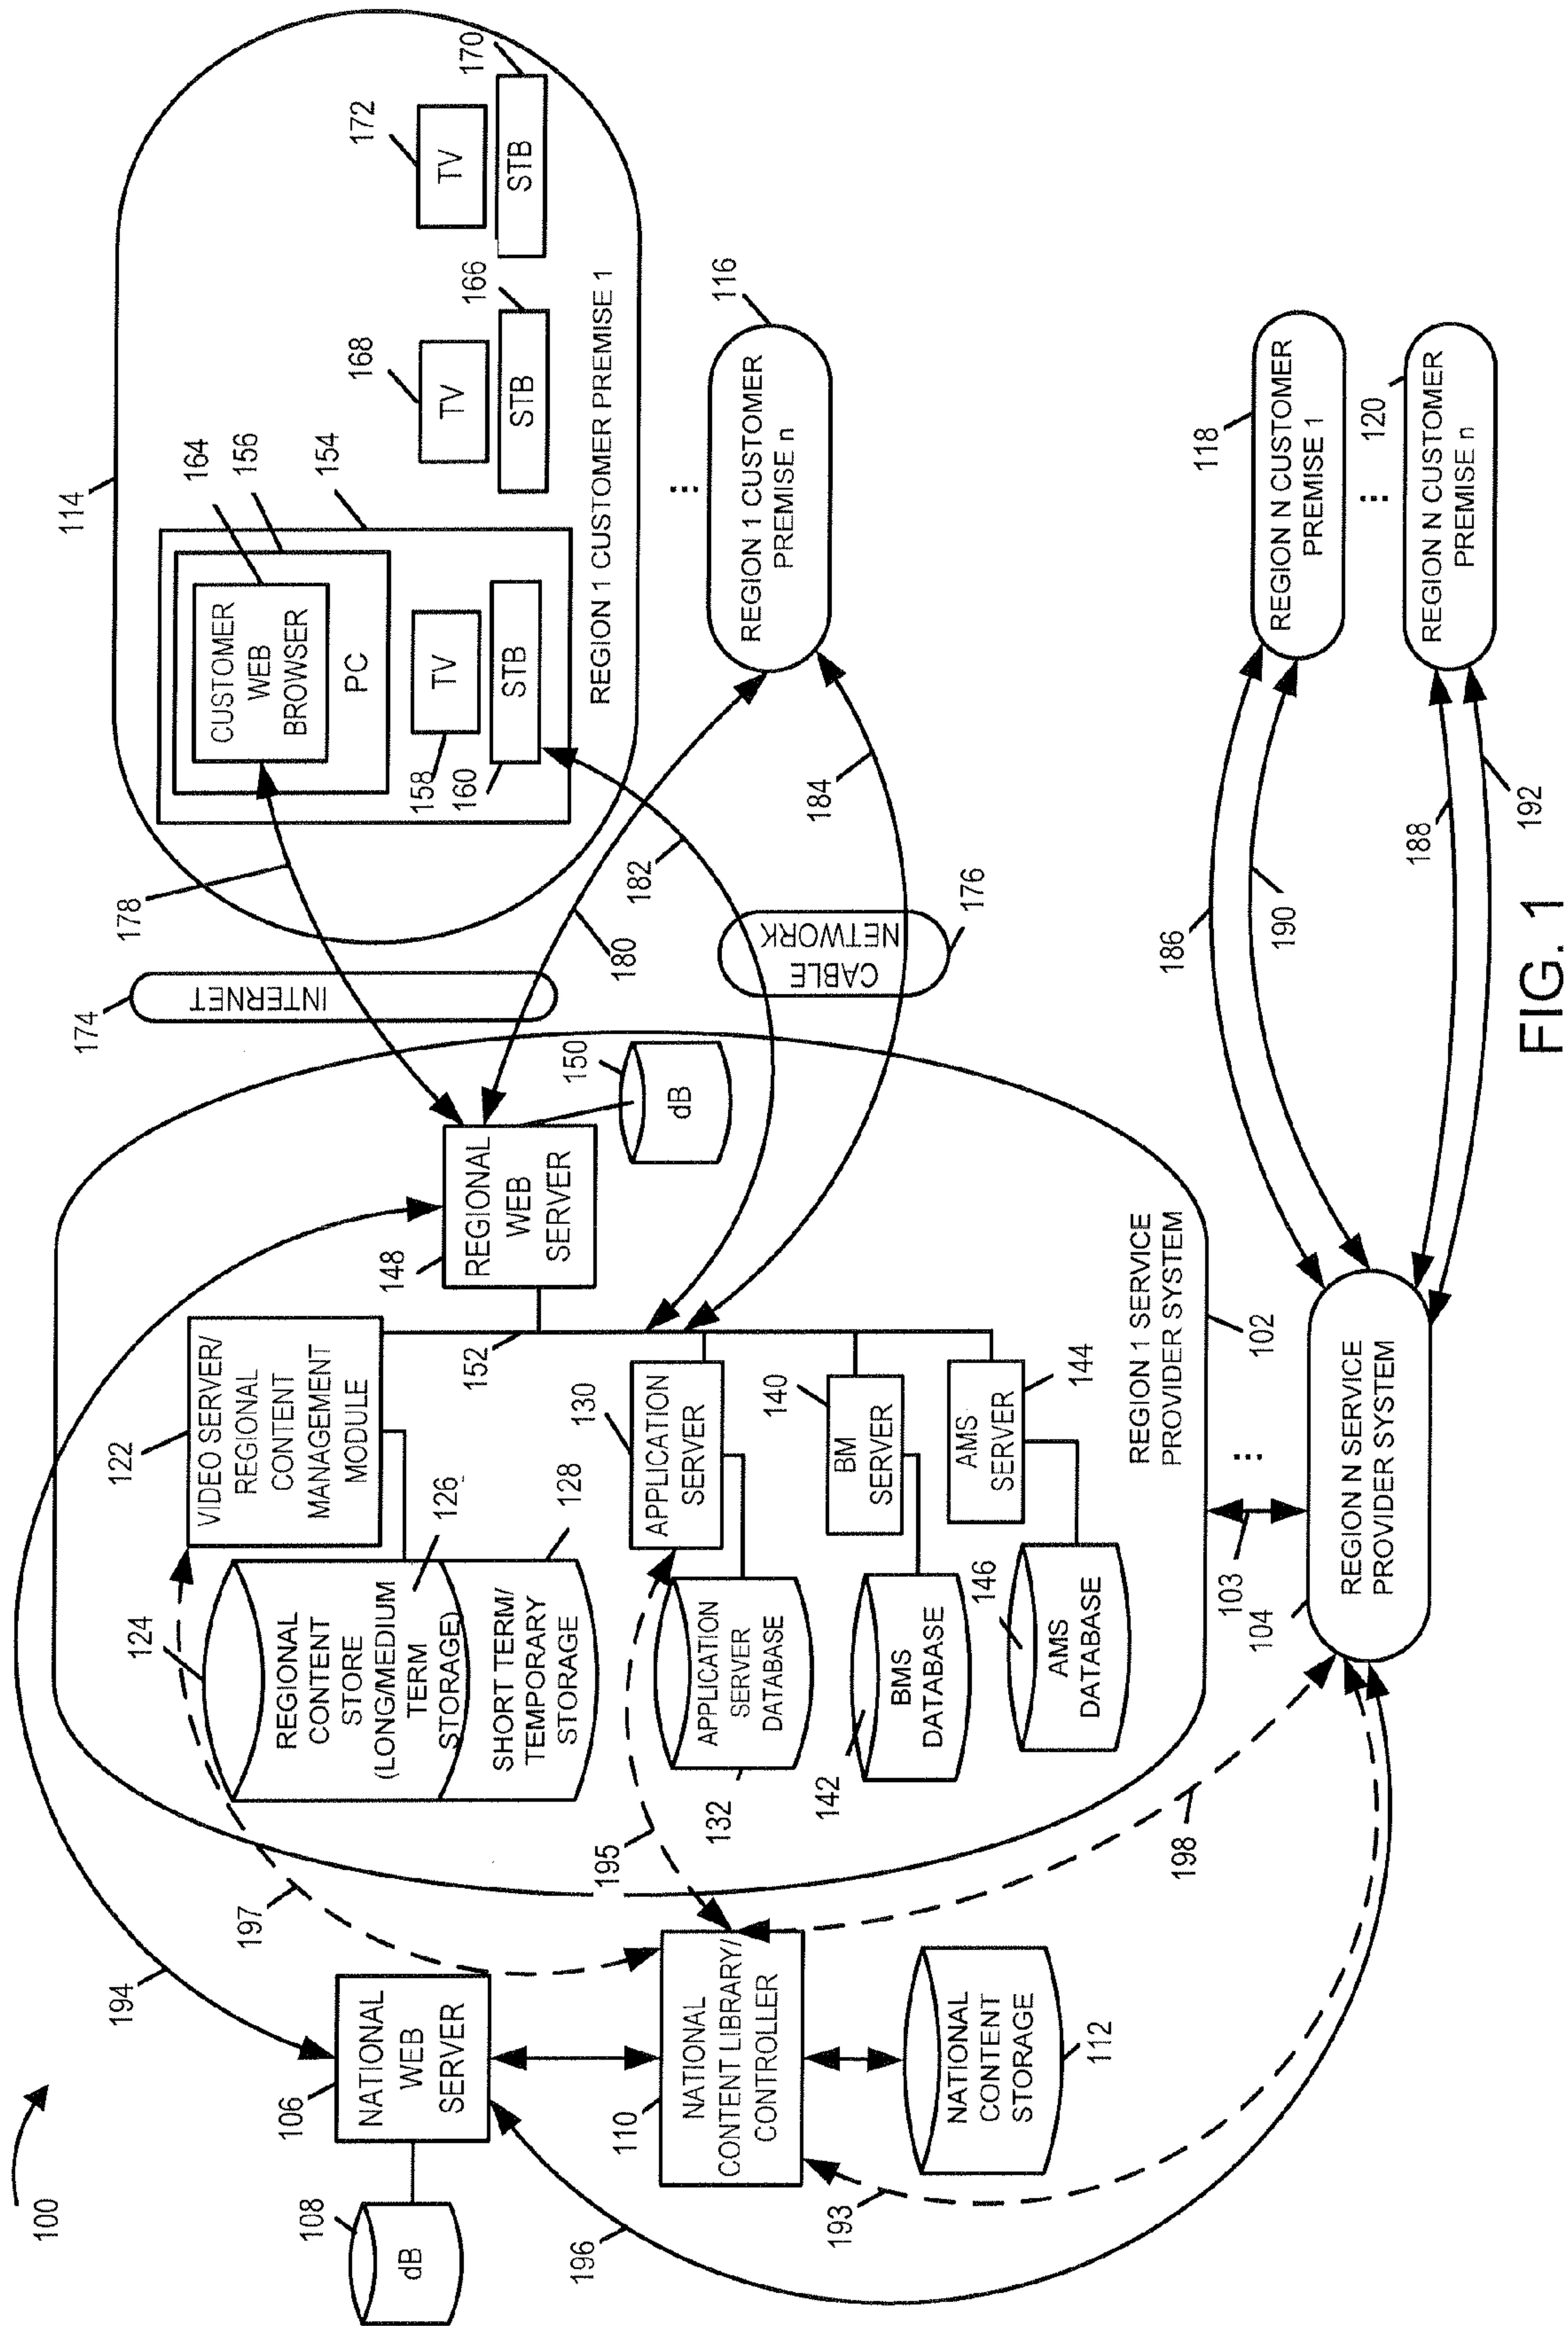 100
194
106
NATIONAL
WEB
SERVER
108
dB
196
110
NATIONAL
CONTENT LIBRARY/
CONTROLLER
193
NATIONAL
CONTENT
STORAGE
112
197
195
198
124
REGIONAL
CONTENT
STORE
(LONG/MEDIUM
TERM
STORAGE)
126
SHORT TERM/
TEMPORARY
STORAGE
128
122
VIDEO SERVER/
REGIONAL
CONTENT
MANAGEMENT
MODULE
152
130
APPLICATION
SERVER
132
APPLICATION
SERVER
DATABASE
140
BM
SERVER
142
BMS
DATABASE
144
AMS
SERVER
146
AMS
DATABASE
148
REGIONAL
WEB
SERVER
150
dB
REGION 1 SERVICE
PROVIDER SYSTEM
102
...
103
104
REGION N SERVICE
PROVIDER SYSTEM
174
INTERNET
CABLE
NETWORK
176
178
180
182
184
114
164
156
154
CUSTOMER
WEB
BROWSER
PC
158
TV
160
STB
168
TV
166
STB
172
TV
170
STB
REGION 1 CUSTOMER PREMISE 1
...
116
REGION 1 CUSTOMER
PREMISE n
186
190
118
REGION N CUSTOMER
PREMISE 1
...
120
REGION N CUSTOMER
PREMISE n
188
192
FIG. 1